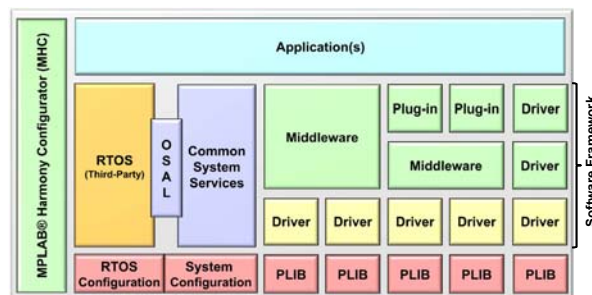 MPLAB® Harmony Configurator (MHC)
Application(s)
RTOS
(Third-Party)
O
S
A
L
Common
System
Services
Middleware
Plug-in
Plug-in
Driver
Middleware
Driver
Driver
Driver
Driver
Driver
Driver
RTOS
Configuration
System
Configuration
PLIB
PLIB
PLIB
PLIB
PLIB
Software Framework